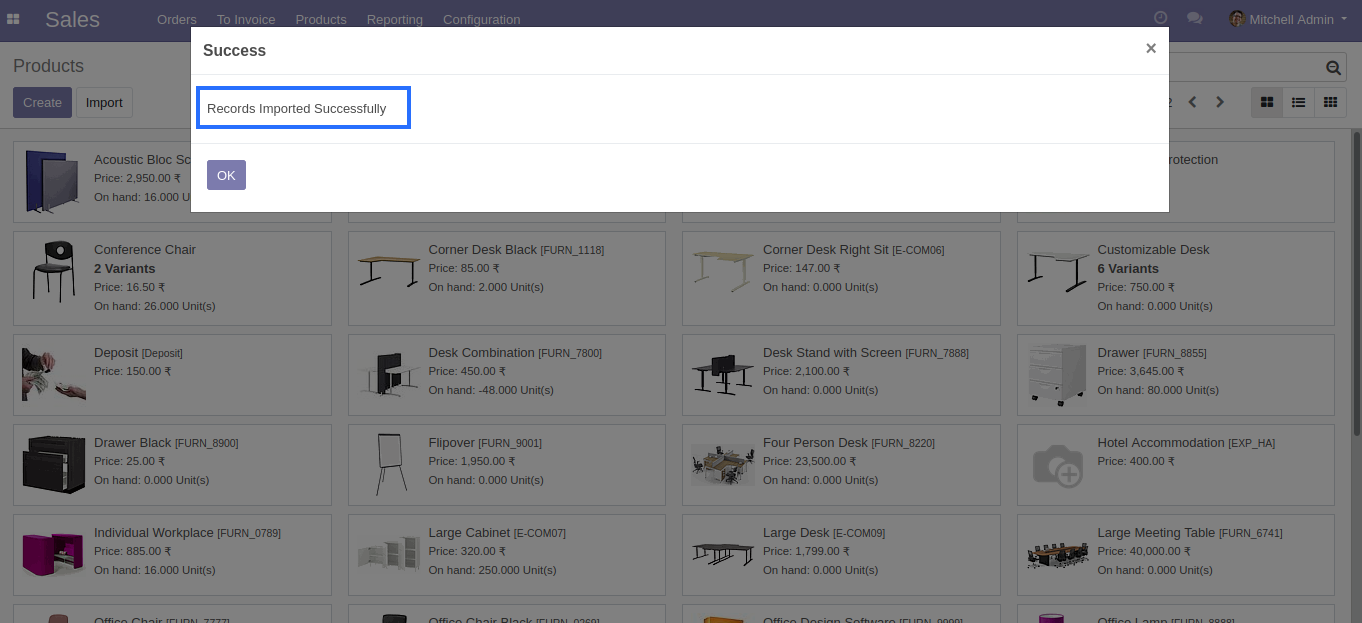 Sales Orders To Invoice Products Reporting Configuration Mitchell Admin
Success ×
Products
Records Imported Successfully
Create Import
OK
Acoustic Bloc
Price: 2,950.00 ₹
On hand: 16.000
Conference Chair
2 Variants
Price: 16.50 ₹
On hand: 26.000 Unit(s)
Corner Desk Black [FURN_1118]
Price: 85.00 ₹
On hand: 2.000 Unit(s)
Corner Desk Right Sit [E-COM06]
Price: 147.00 ₹
On hand: 0.000 Unit(s)
Customizable Desk
6 Variants
Price: 750.00 ₹
On hand: 0.000 Unit(s)
Deposit [Deposit]
Price: 150.00 ₹
Desk Combination [FURN_7800]
Price: 450.00 ₹
On hand: -48.000 Unit(s)
Desk Stand with Screen [FURN_7888]
Price: 2,100.00 ₹
On hand: 0.000 Unit(s)
Drawer [FURN_8855]
Price: 3,645.00 ₹
On hand: 80.000 Unit(s)
Drawer Black [FURN_8900]
Price: 25.00 ₹
On hand: 0.000 Unit(s)
Flipover [FURN_9001]
Price: 1,950.00 ₹
On hand: 0.000 Unit(s)
Four Person Desk [FURN_8220]
Price: 23,500.00 ₹
On hand: 0.000 Unit(s)
Hotel Accommodation [EXP_HA]
Price: 400.00 ₹
Individual Workplace [FURN_0789]
Price: 885.00 ₹
On hand: 16.000 Unit(s)
Large Cabinet [E-COM07]
Price: 320.00 ₹
On hand: 250.000 Unit(s)
Large Desk [E-COM09]
Price: 1,799.00 ₹
On hand: 0.000 Unit(s)
Large Meeting Table [FURN_6741]
Price: 40,000.00 ₹
On hand: 0.000 Unit(s)
Office Chair [FURN_7777]
Office Chair Black [FURN_0269]
Office Design Software [FURN_9999]
Office Lamp [FURN_8888]